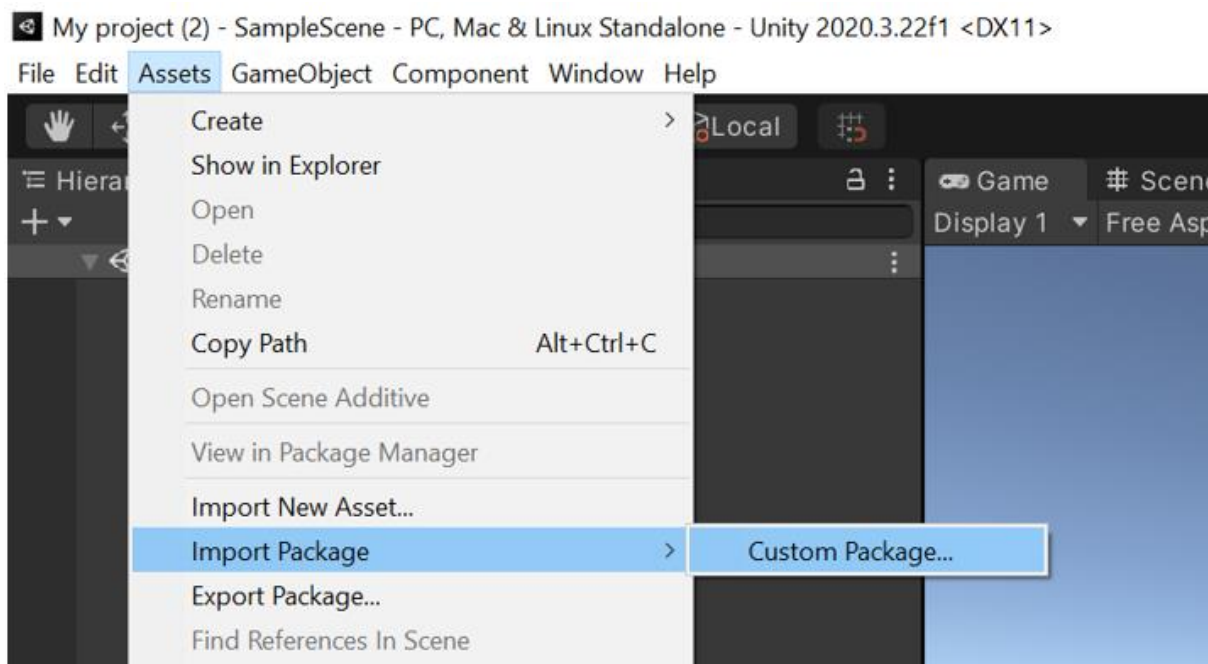 My project (2) - SampleScene - PC, Mac & Linux Standalone - Unity 2020.3.22f1 <DX11>
File Edit Assets GameObject Component Window Help
Local
Create
Show in Explorer
Open
Delete
Rename
Copy Path Alt+Ctrl+C
Open Scene Additive
View in Package Manager
Import New Asset...
Import Package
Custom Package...
Export Package...
Find References In Scene
Game
Display 1 Free